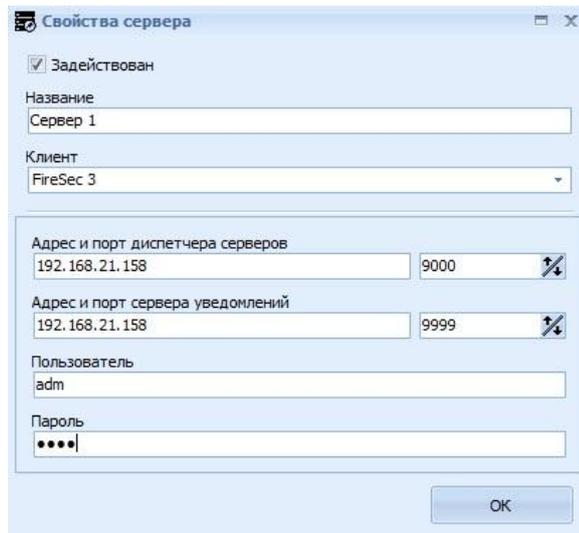 Свойства сервера
Задействован
Название
Сервер 1
Клиент
FireSec 3
Адрес и порт диспетчера серверов
192.168.21.158 9000
Адрес и порт сервера уведомлений
192.168.21.158 9999
Пользователь
adm
Пароль
••••
ОК